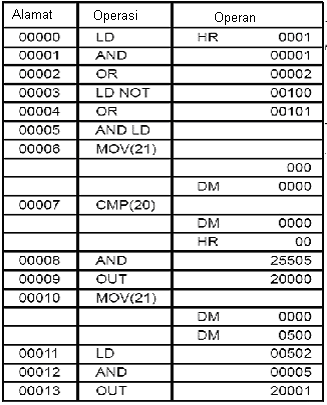 Alamat Operasi Operan
00000 LD HR 0001
00001 AND 00001
00002 OR 00002
00003 LD NOT 00100
00004 OR 00101
00005 AND LD
00006 MOV(21)
000
DM 0000
00007 CMP(20)
DM 0000
HR 00
00008 AND 25505
00009 OUT 20000
00010 MOV(21)
DM 0000
DM 0500
00011 LD 00502
00012 AND 00005
00013 OUT 20001